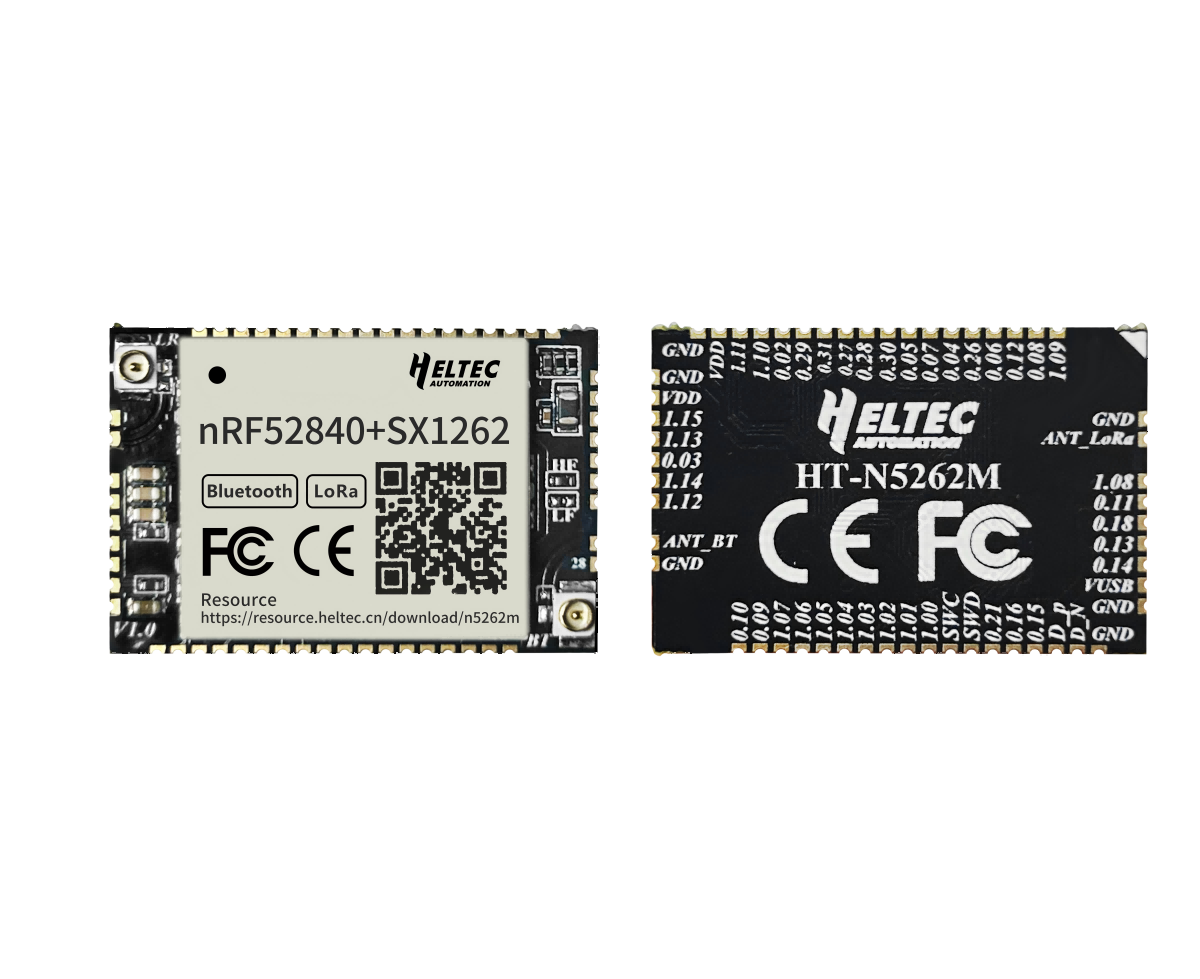 LR
HELTEC
AUTOMATION
nRF52840+SX1262
Bluetooth
LoRa
HF
LF
FC CE
28
Resource
https://resource.heltec.cn/download/n5262m
V1.0
BT
GND
VDD
1.11
1.10
0.02
0.29
0.31
0.27
0.28
0.30
0.05
0.07
0.04
0.26
0.06
0.12
0.08
1.09
GND
VDD
1.15
1.13
0.03
1.14
1.12
ANT_BT
GND
HELTEC
AUTOMATION
HT-N5262M
CE FC
GND
ANT_LoRa
1.08
0.11
0.18
0.13
0.14
VUSB
GND
GND
0.10
0.09
1.07
1.06
1.05
1.04
1.03
1.02
1.01
1.00
SWC
SWD
0.21
0.16
0.15
D_P
D_N